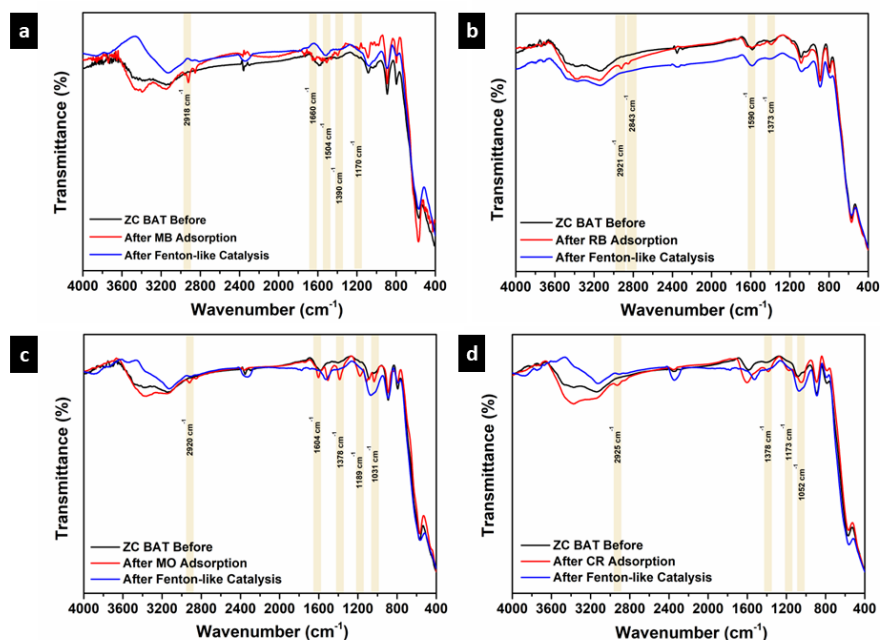 a
Transmittance (%)
2918 cm-1
1660 cm-1
1504 cm-1
1390 cm-1
1170 cm-1
ZC BAT Before
After MB Adsorption
After Fenton-like Catalysis
4000 3600 3200 2800 2400 2000 1600 1200 800 400
Wavenumber (cm-1)
b
Transmittance (%)
2921 cm-1
2843 cm-1
1590 cm-1
1373 cm-1
ZC BAT Before
After RB Adsorption
After Fenton-like Catalysis
4000 3600 3200 2800 2400 2000 1600 1200 800 400
Wavenumber (cm-1)
c
Transmittance (%)
2920 cm-1
1604 cm-1
1378 cm-1
1189 cm-1
1031 cm-1
ZC BAT Before
After MO Adsorption
After Fenton-like Catalysis
4000 3600 3200 2800 2400 2000 1600 1200 800 400
Wavenumber (cm-1)
d
Transmittance (%)
2925 cm-1
1378 cm-1
1173 cm-1
1052 cm-1
ZC BAT Before
After CR Adsorption
After Fenton-like Catalysis
4000 3600 3200 2800 2400 2000 1600 1200 800 400
Wavenumber (cm-1)